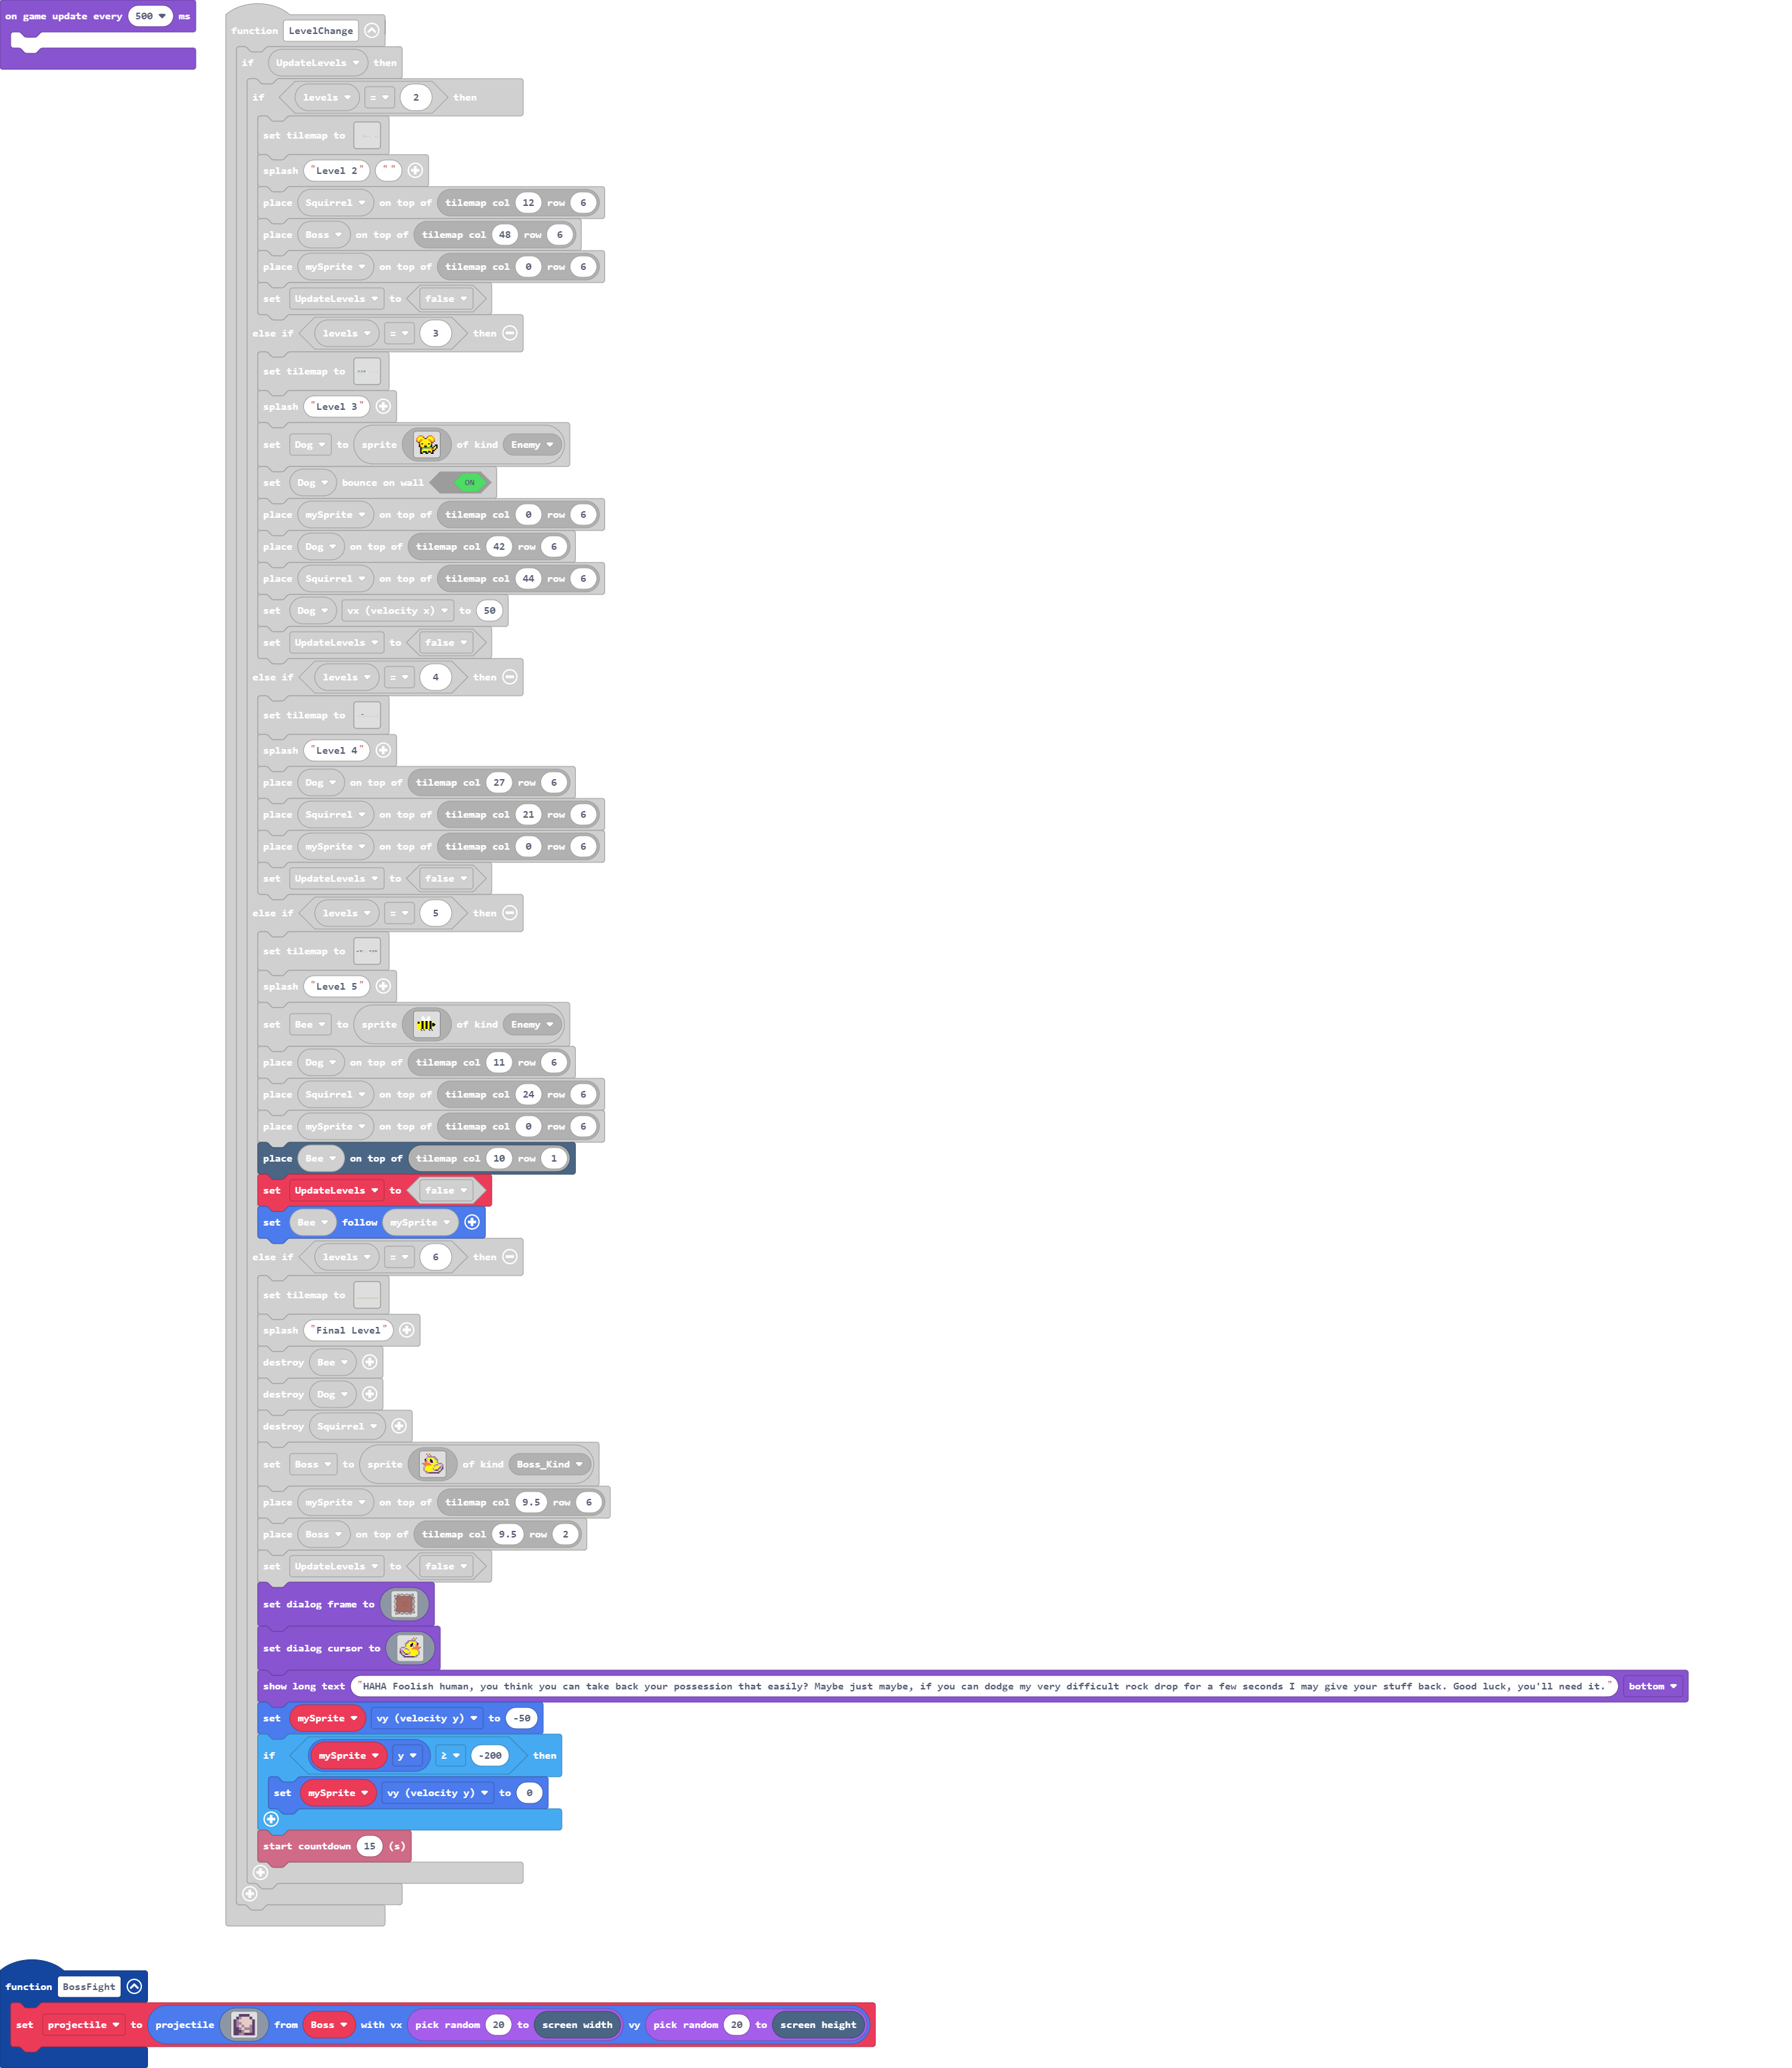 on game update every 500 ms
function LevelChange
if UpdateLevels then
if levels = 2 then
set tilemap to
splash "Level 2" " "
place Squirrel on top of tilemap col 12 row 6
place Boss on top of tilemap col 48 row 6
place mySprite on top of tilemap col 0 row 6
set UpdateLevels to false
else if levels = 3 then
set tilemap to
splash "Level 3"
set Dog to sprite of kind Enemy
set Dog bounce on wall ON
place mySprite on top of tilemap col 0 row 6
place Dog on top of tilemap col 42 row 6
place Squirrel on top of tilemap col 44 row 6
set Dog vx (velocity x) to 50
set UpdateLevels to false
else if levels = 4 then
set tilemap to
splash "Level 4"
place Dog on top of tilemap col 27 row 6
place Squirrel on top of tilemap col 21 row 6
place mySprite on top of tilemap col 0 row 6
set UpdateLevels to false
else if levels = 5 then
set tilemap to
splash "Level 5"
set Bee to sprite of kind Enemy
place Dog on top of tilemap col 11 row 6
place Squirrel on top of tilemap col 24 row 6
place mySprite on top of tilemap col 0 row 6
place Bee on top of tilemap col 10 row 1
set UpdateLevels to false
set Bee follow mySprite
else if levels = 6 then
set tilemap to
splash "Final Level"
destroy Bee
destroy Dog
destroy Squirrel
set Boss to sprite of kind Boss_Kind
place mySprite on top of tilemap col 9.5 row 6
place Boss on top of tilemap col 9.5 row 2
set UpdateLevels to false
set dialog frame to
set dialog cursor to
show long text "HAHA Foolish human, you think you can take back your possession that easily? Maybe just maybe, if you can dodge my very difficult rock drop for a few seconds I may give your stuff back. Good luck, you'll need it." bottom
set mySprite vy (velocity y) to -50
if mySprite y ≥ -200 then
set mySprite vy (velocity y) to 0
start countdown 15 (s)
function BossFight
set projectile to projectile from Boss with vx pick random 20 to screen width vy pick random 20 to screen height